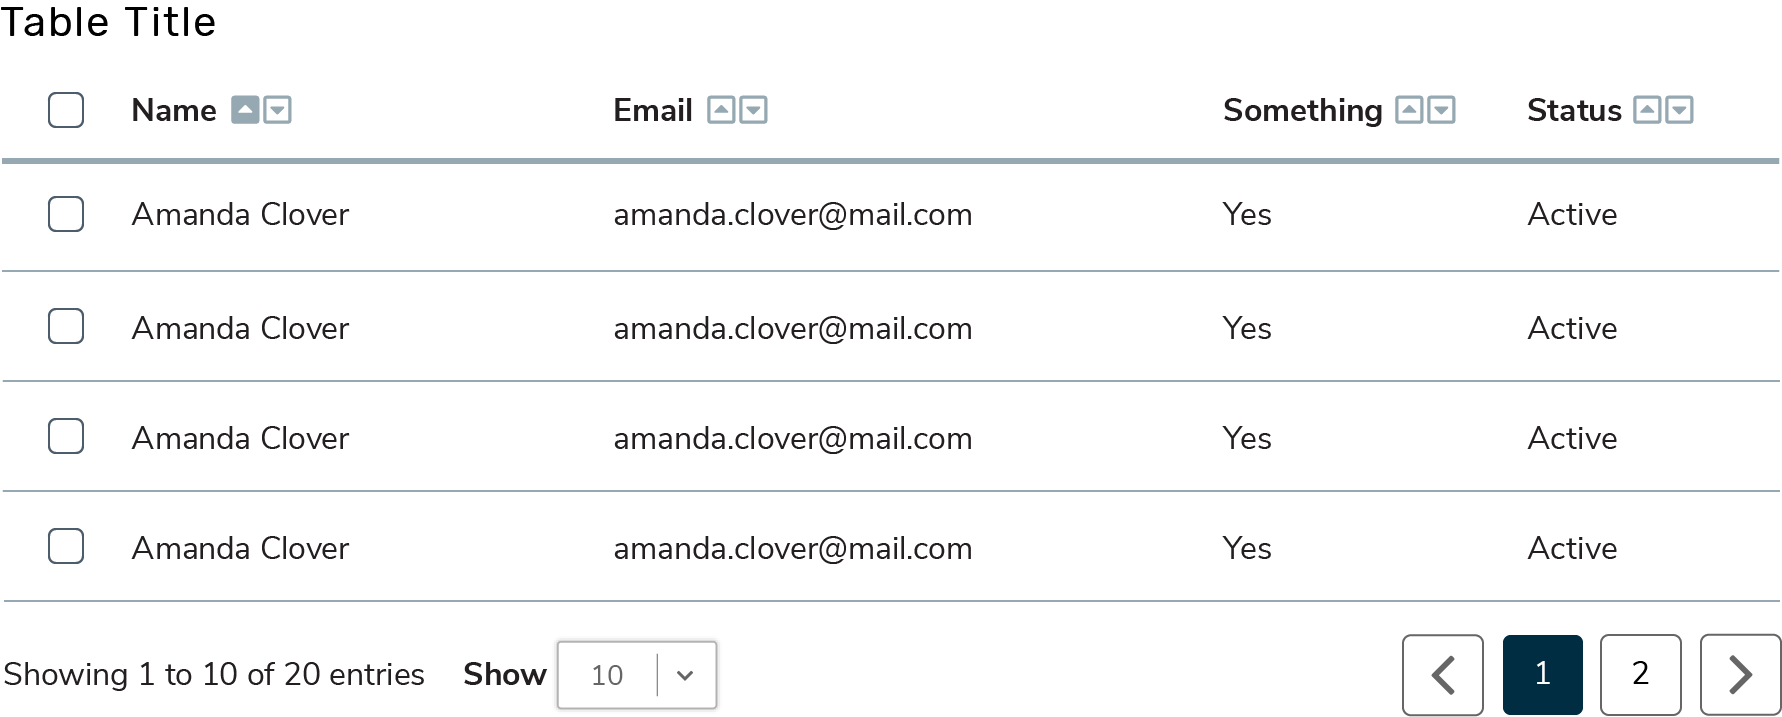 Table Title
Name Email Something Status
Amanda Clover amanda.clover@mail.com Yes Active
Amanda Clover amanda.clover@mail.com Yes Active
Amanda Clover amanda.clover@mail.com Yes Active
Amanda Clover amanda.clover@mail.com Yes Active
Showing 1 to 10 of 20 entries Show 10 1 2